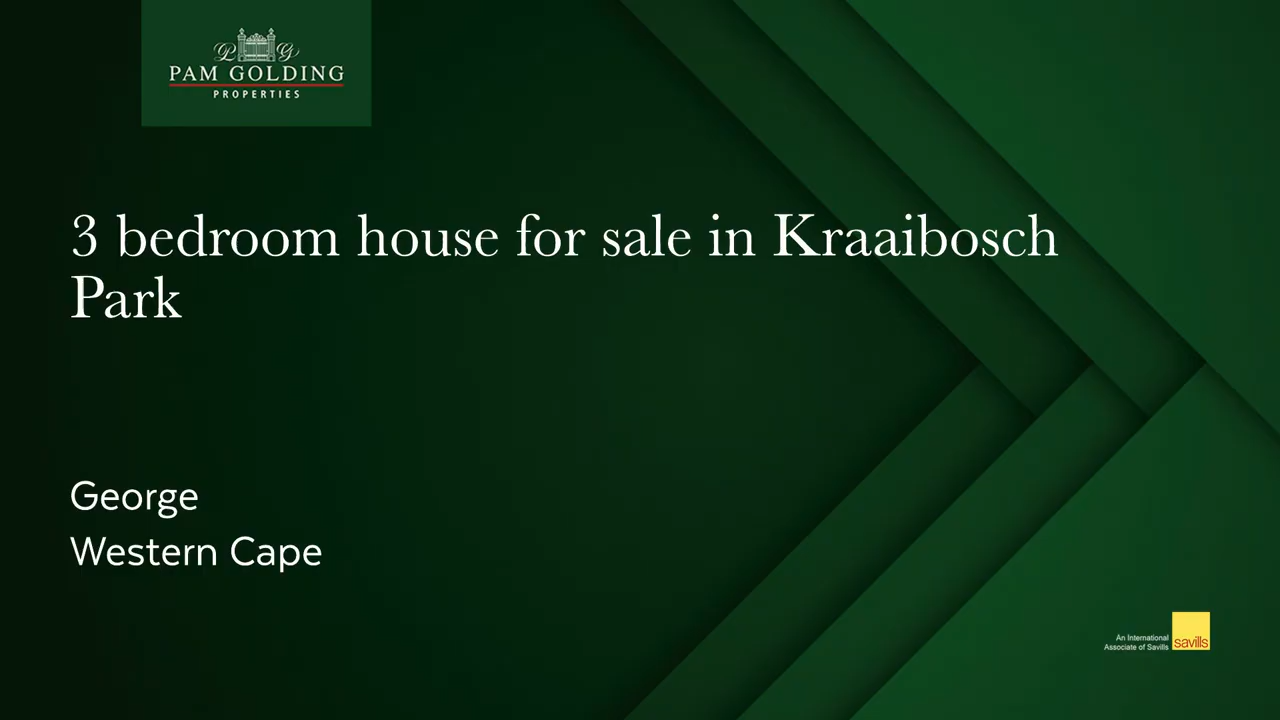 PG
PAM GOLDING
PROPERTIES
3 bedroom house for sale in Kraaibosch
Park
George
Western Cape
An International
Associate of Savills
savills